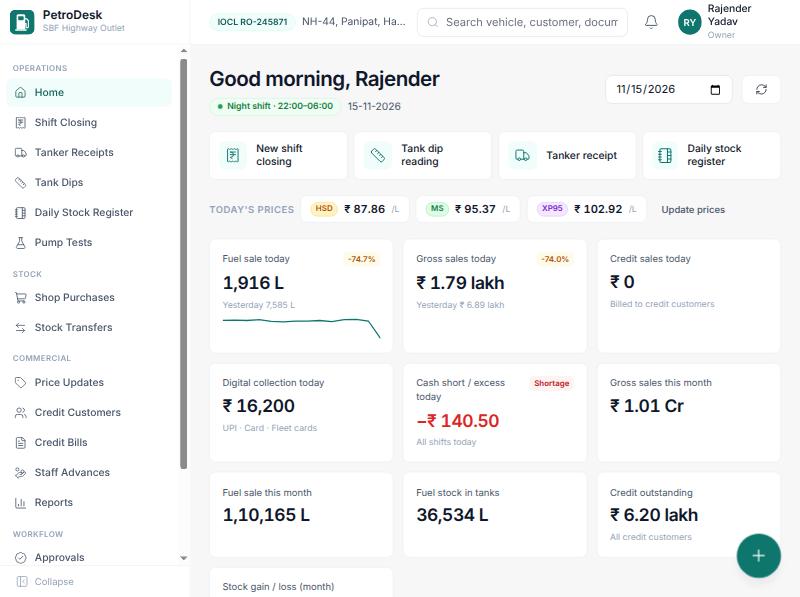 PetroDesk
SBF Highway Outlet
IOCL RO-245871
NH-44, Panipat, Ha...
Search vehicle, customer, docum
RY
Rajender Yadav
Owner
OPERATIONS
Home
Shift Closing
Tanker Receipts
Tank Dips
Daily Stock Register
Pump Tests
STOCK
Shop Purchases
Stock Transfers
COMMERCIAL
Price Updates
Credit Customers
Credit Bills
Staff Advances
Reports
WORKFLOW
Approvals
Collapse
Good morning, Rajender
Night shift · 22:00–06:00
15-11-2026
11/15/2026
New shift closing
Tank dip reading
Tanker receipt
Daily stock register
TODAY'S PRICES
HSD ₹ 87.86 /L
MS ₹ 95.37 /L
XP95 ₹ 102.92 /L
Update prices
Fuel sale today
-74.7%
1,916 L
Yesterday 7,585 L
Gross sales today
-74.0%
₹ 1.79 lakh
Yesterday ₹ 6.89 lakh
Credit sales today
₹ 0
Billed to credit customers
Digital collection today
₹ 16,200
UPI · Card · Fleet cards
Cash short / excess today
Shortage
−₹ 140.50
All shifts today
Gross sales this month
₹ 1.01 Cr
Fuel sale this month
1,10,165 L
Fuel stock in tanks
36,534 L
Credit outstanding
₹ 6.20 lakh
All credit customers
Stock gain / loss (month)